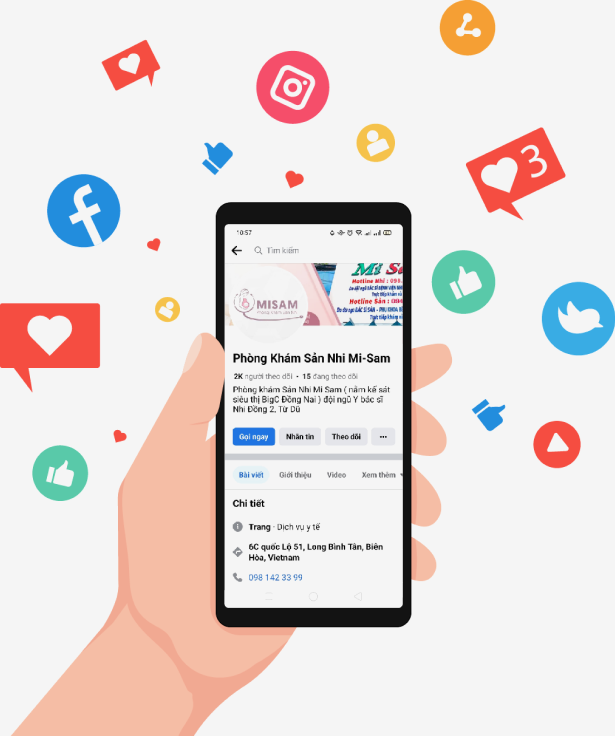 3
10:57
Tìm kiếm
Mi S
Hotline Nhi : 093.
Hotline Sản :
MISAM
Phòng Khám Sản Nhi Mi-Sam
2K người theo dõi • 15 đang theo dõi
Phòng khám Sản Nhi Mi Sam ( nằm kế sát
siêu thị BigC Đồng Nai ) đội ngũ Y bác sĩ
Nhi Đồng 2, Từ Dũ
Gọi ngay
Nhắn tin
Theo dõi
Bài viết
Giới thiệu
Video
Xem thêm
Chi tiết
Trang · Dịch vụ y tế
6C quốc Lộ 51, Long Bình Tân, Biên
Hòa, Vietnam
098 142 33 99